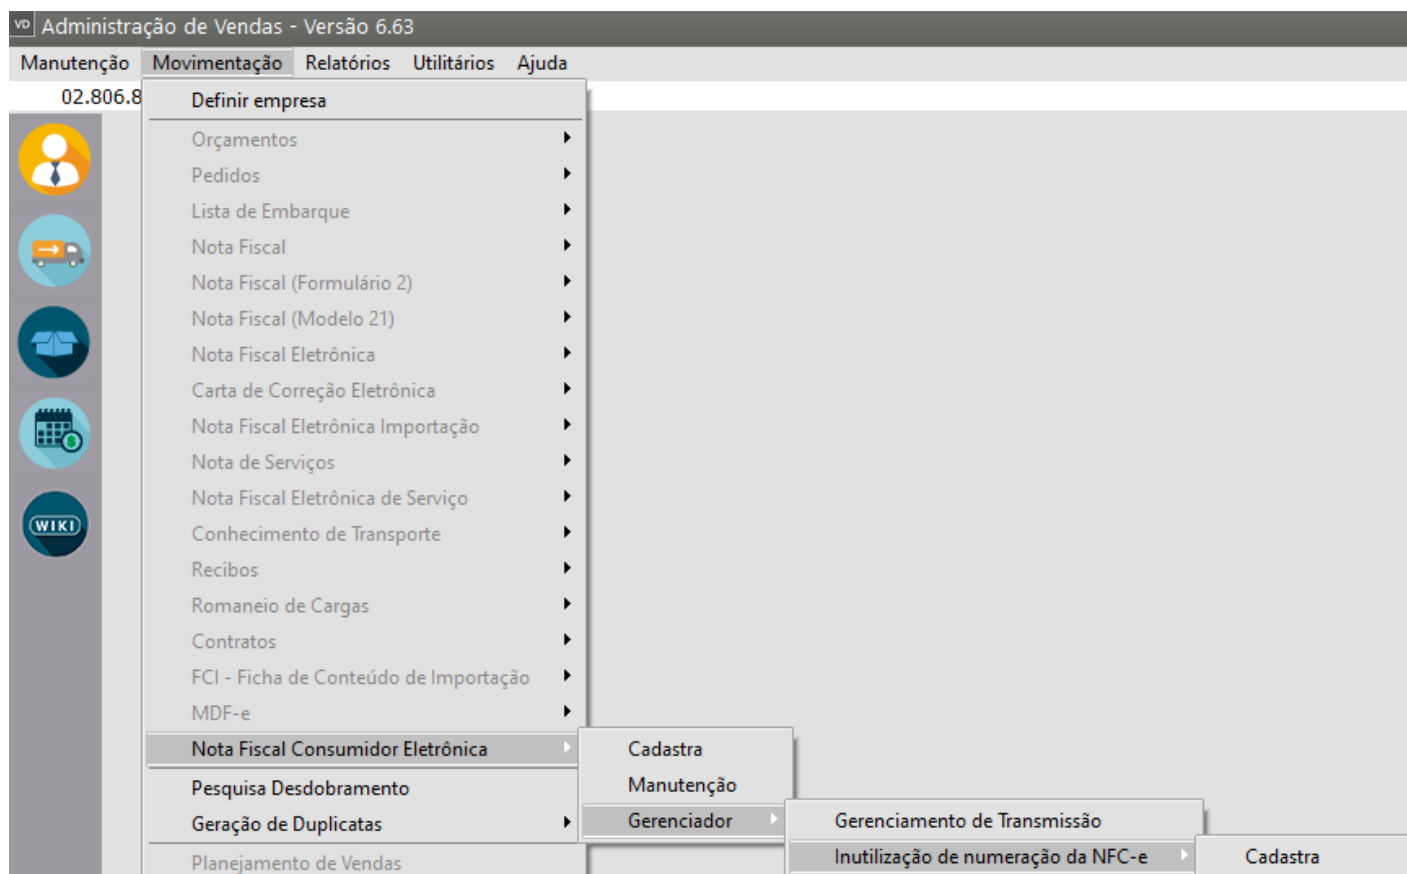 VD Administração de Vendas - Versão 6.63
Manutenção Movimentação Relatórios Utilitários Ajuda
02.806.8
Definir empresa
Orçamentos
Pedidos
Lista de Embarque
Nota Fiscal
Nota Fiscal (Formulário 2)
Nota Fiscal (Modelo 21)
Nota Fiscal Eletrônica
Carta de Correção Eletrônica
Nota Fiscal Eletrônica Importação
Nota de Serviços
Nota Fiscal Eletrônica de Serviço
WIKI
Conhecimento de Transporte
Recibos
Romaneio de Cargas
Contratos
FCI - Ficha de Conteúdo de Importação
MDF-e
Nota Fiscal Consumidor Eletrônica
Cadastra
Pesquisa Desdobramento
Manutenção
Geração de Duplicatas
Gerenciador
Gerenciamento de Transmissão
Planejamento de Vendas
Inutilização de numeração da NFC-e
Cadastra